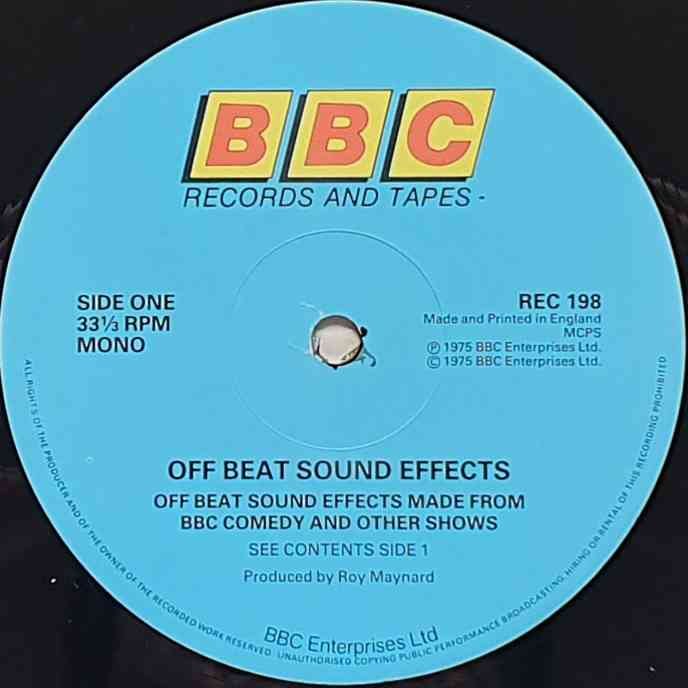 BBC
RECORDS AND TAPES -
SIDE ONE
33⅓ RPM
MONO
REC 198
Made and Printed in England
MCPS
Ⓟ 1975 BBC Enterprises Ltd.
© 1975 BBC Enterprises Ltd.
OFF BEAT SOUND EFFECTS
OFF BEAT SOUND EFFECTS MADE FROM
BBC COMEDY AND OTHER SHOWS
SEE CONTENTS SIDE 1
Produced by Roy Maynard
BBC Enterprises Ltd
ALL RIGHTS OF THE PRODUCER AND OF THE OWNER OF THE RECORDED WORK RESERVED. UNAUTHORISED COPYING PUBLIC PERFORMANCE BROADCASTING, HIRING OR RENTAL OF THIS RECORDING PROHIBITED